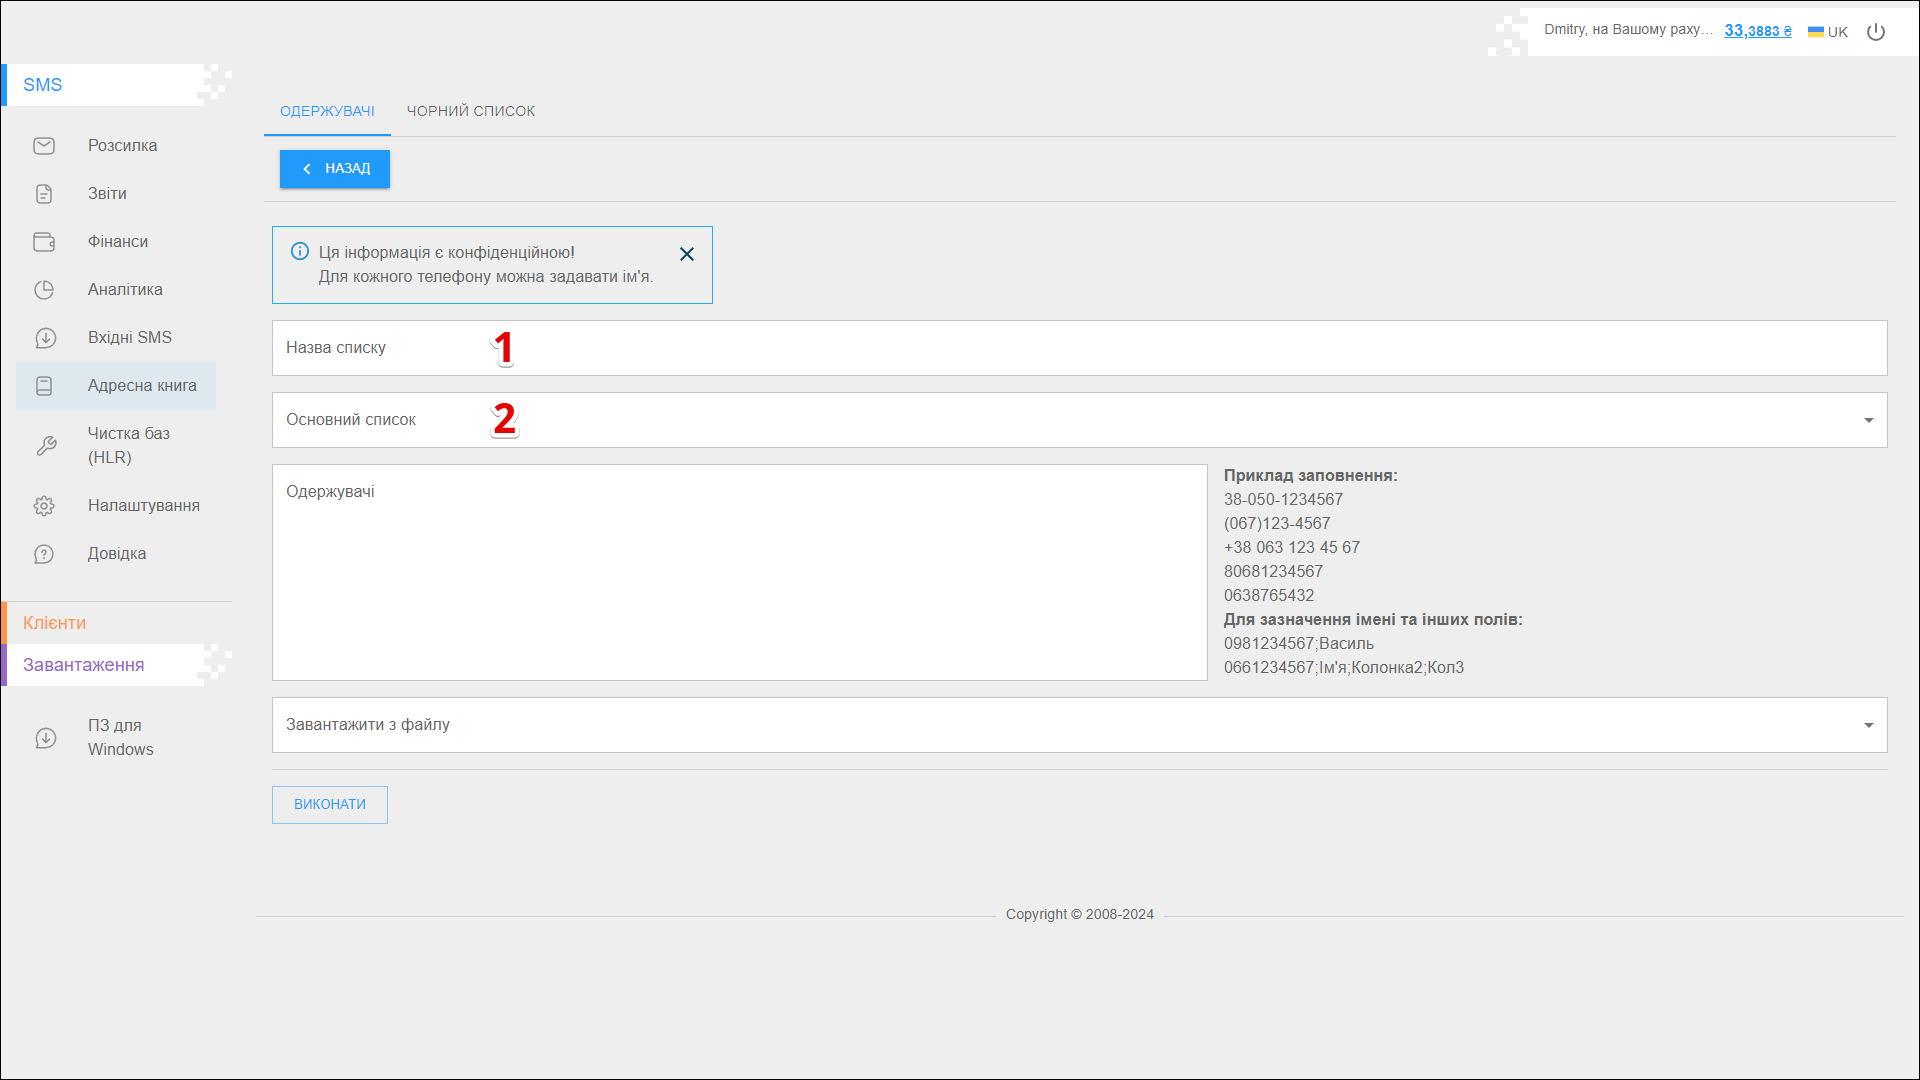 Dmitry, на Вашому раху... 33,3883 ₴ UK
SMS
Розсилка
Звіти
Фінанси
Аналітика
Вхідні SMS
Адресна книга
Чистка баз
(HLR)
Налаштування
Довідка
Клієнти
Завантаження
ПЗ для
Windows
ОДЕРЖУВАЧІ ЧОРНИЙ СПИСОК
НАЗАД
Ця інформація є конфіденційною!
Для кожного телефону можна задавати ім'я.
Назва списку 1
Основний список 2
Одержувачі
Приклад заповнення:
38-050-1234567
(067)123-4567
+38 063 123 45 67
80681234567
0638765432
Для зазначення імені та інших полів:
0981234567;Василь
0661234567;Ім'я;Колонка2;Кол3
Завантажити з файлу
ВИКОНАТИ
Copyright © 2008-2024